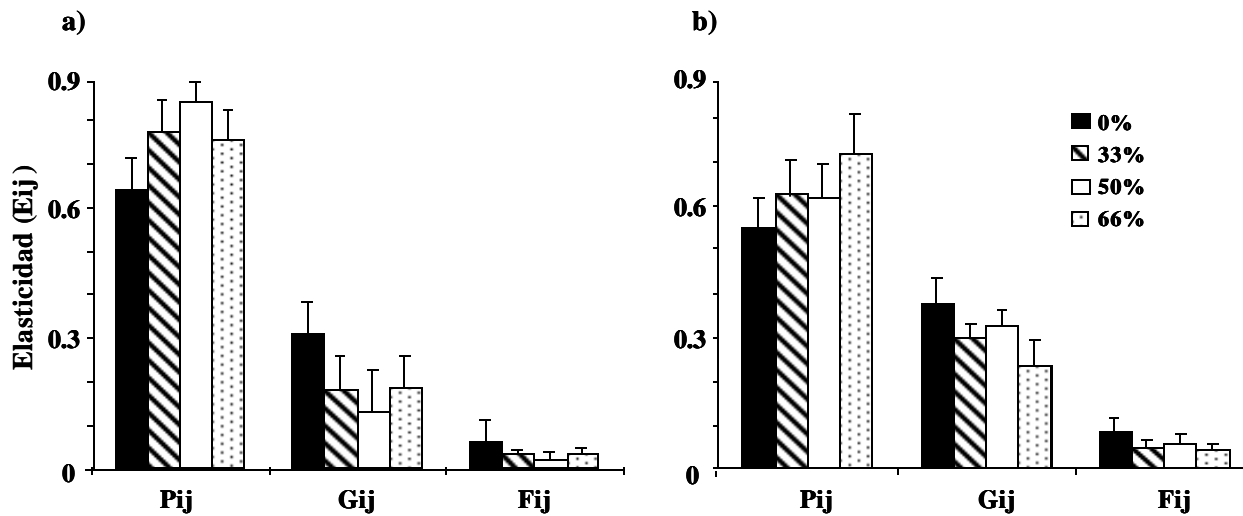 a)
Elasticidad (Eij)
0.9
0.6
0.3
0
Pij
Gij
Fij
b)
0.9
0.6
0.3
0
Pij
Gij
Fij
0%
33%
50%
66%